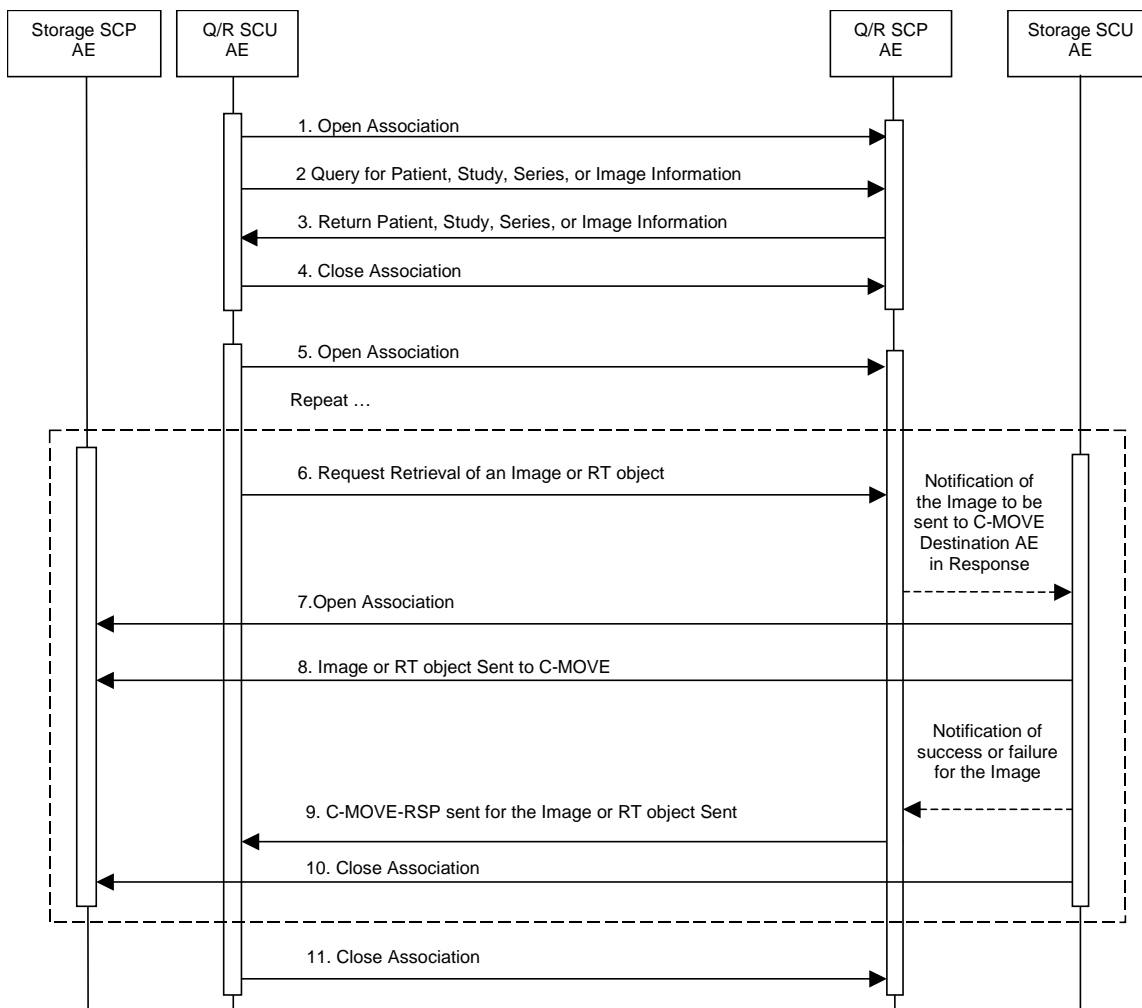 Storage SCP
AE
Q/R SCU
AE
Q/R SCP
AE
Storage SCU
AE
1. Open Association
2 Query for Patient, Study, Series, or Image Information
3. Return Patient, Study, Series, or Image Information
4. Close Association
5. Open Association
Repeat …
6. Request Retrieval of an Image or RT object
Notification of
the Image to be
sent to C-MOVE
Destination AE
in Response
7.Open Association
8. Image or RT object Sent to C-MOVE
Notification of
success or failure
for the Image
9. C-MOVE-RSP sent for the Image or RT object Sent
10. Close Association
11. Close Association